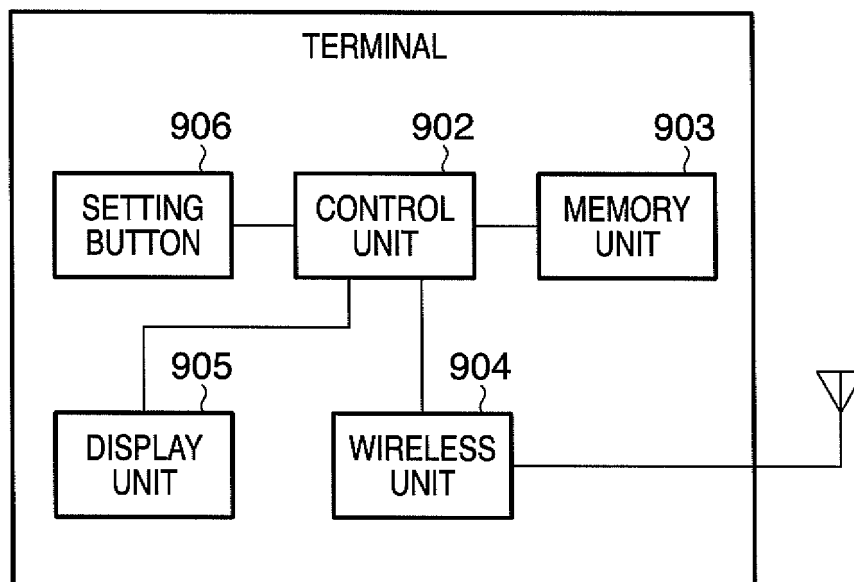 TERMINAL
906
902
903
SETTING
BUTTON
CONTROL
UNIT
MEMORY
UNIT
905
904
DISPLAY
UNIT
WIRELESS
UNIT